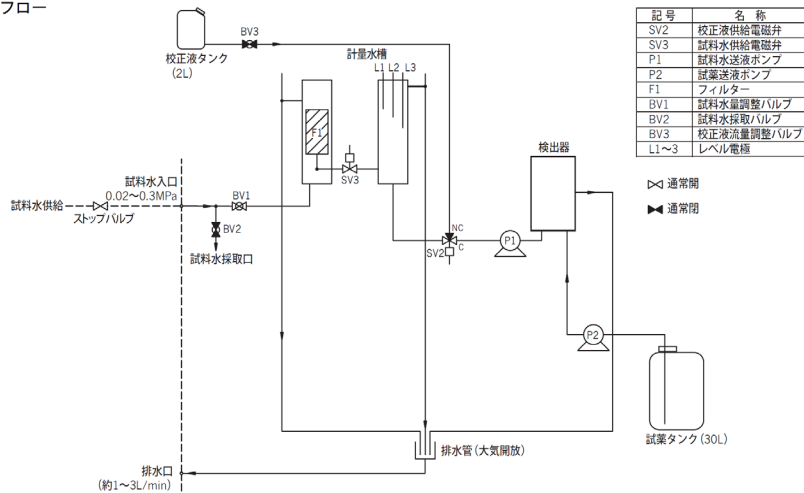 フロー
BV3
校正液タンク
(2L)
計量水槽
L1 L2 L3
F1
SV3
試料水入口
0.02〜0.3MPa
試料水供給
ストップバルブ
BV1
BV2
試料水採取口
NC
C
SV2
P1
検出器
P2
試薬タンク(30L)
排水管(大気開放)
排水口
(約1〜3L/min)
記号 名称
SV2 校正液供給電磁弁
SV3 試料水供給電磁弁
P1 試料水送液ポンプ
P2 試薬送液ポンプ
F1 フィルター
BV1 試料水量調整バルブ
BV2 試料水採取バルブ
BV3 校正液流量調整バルブ
L1〜3 レベル電極
通常開
通常閉